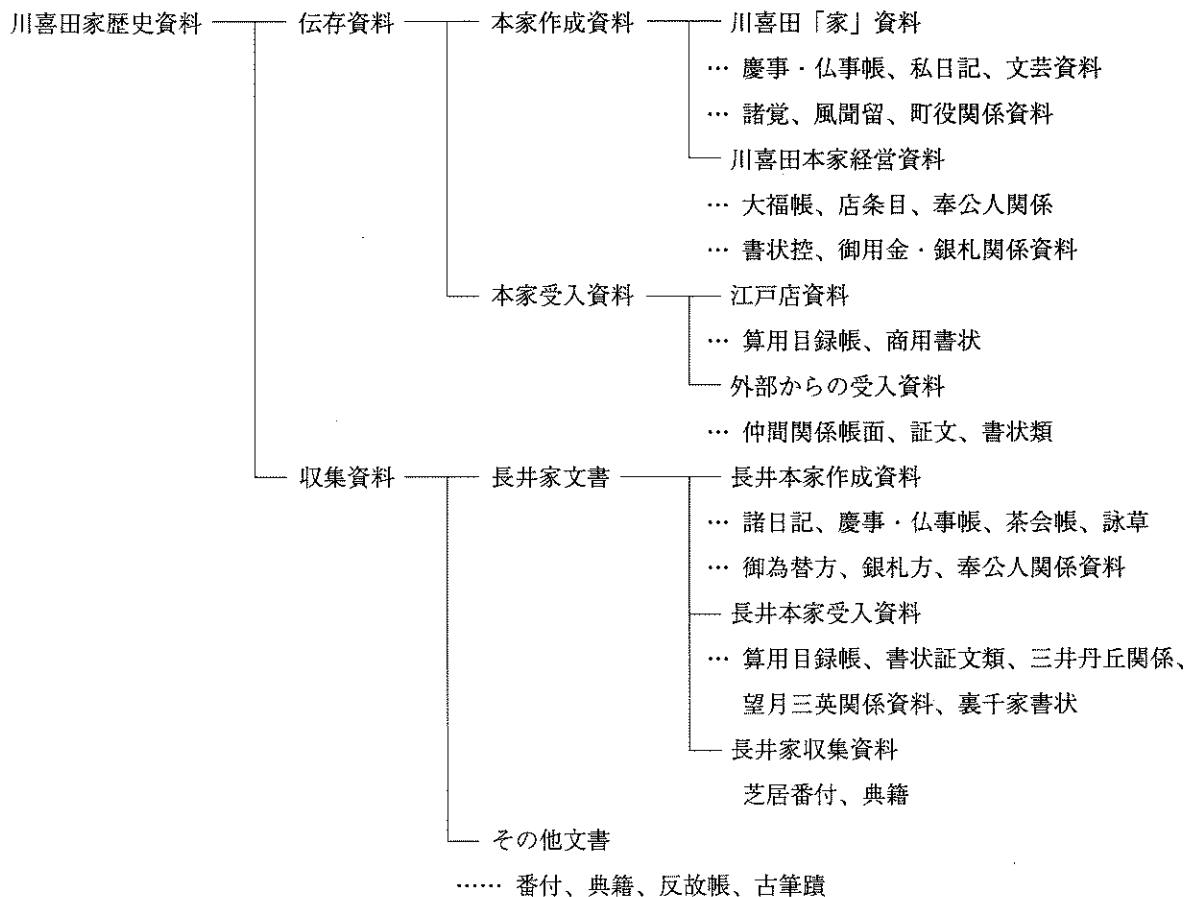 川喜田家歴史資料 伝存資料 本家作成資料 川喜田「家」資料
… 慶事・仏事帳、私日記、文芸資料
… 諸覚、風聞留、町役関係資料
川喜田本家経営資料
… 大福帳、店条目、奉公人関係
… 書状控、御用金・銀札関係資料
本家受入資料 江戸店資料
… 算用目録帳、商用書状
外部からの受入資料
… 仲間関係帳面、証文、書状類
収集資料 長井家文書 長井本家作成資料
… 諸日記、慶事・仏事帳、茶会帳、詠草
… 御為替方、銀札方、奉公人関係資料
長井本家受入資料
… 算用目録帳、書状証文類、三井丹丘関係、
望月三英関係資料、裏千家書状
長井家収集資料
芝居番付、典籍
その他文書
…… 番付、典籍、反故帳、古筆蹟